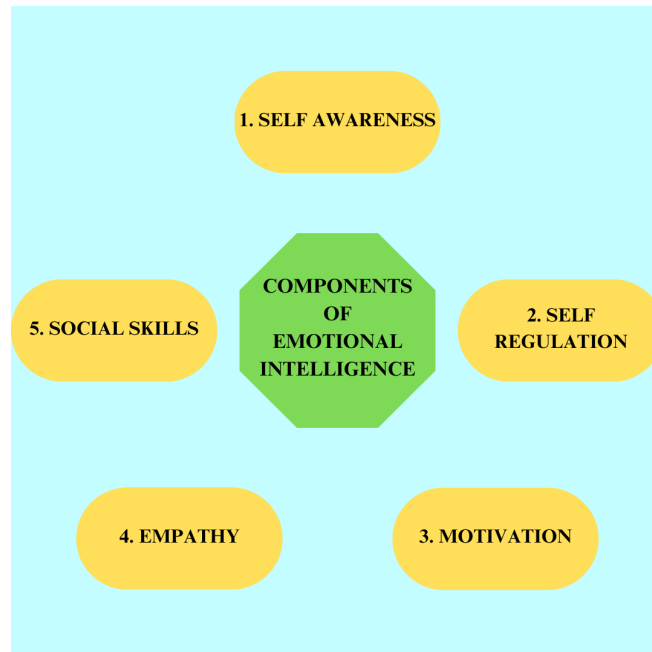 1. SELF AWARENESS
COMPONENTS
OF
EMOTIONAL
INTELLIGENCE
2. SELF
REGULATION
3. MOTIVATION
4. EMPATHY
5. SOCIAL SKILLS